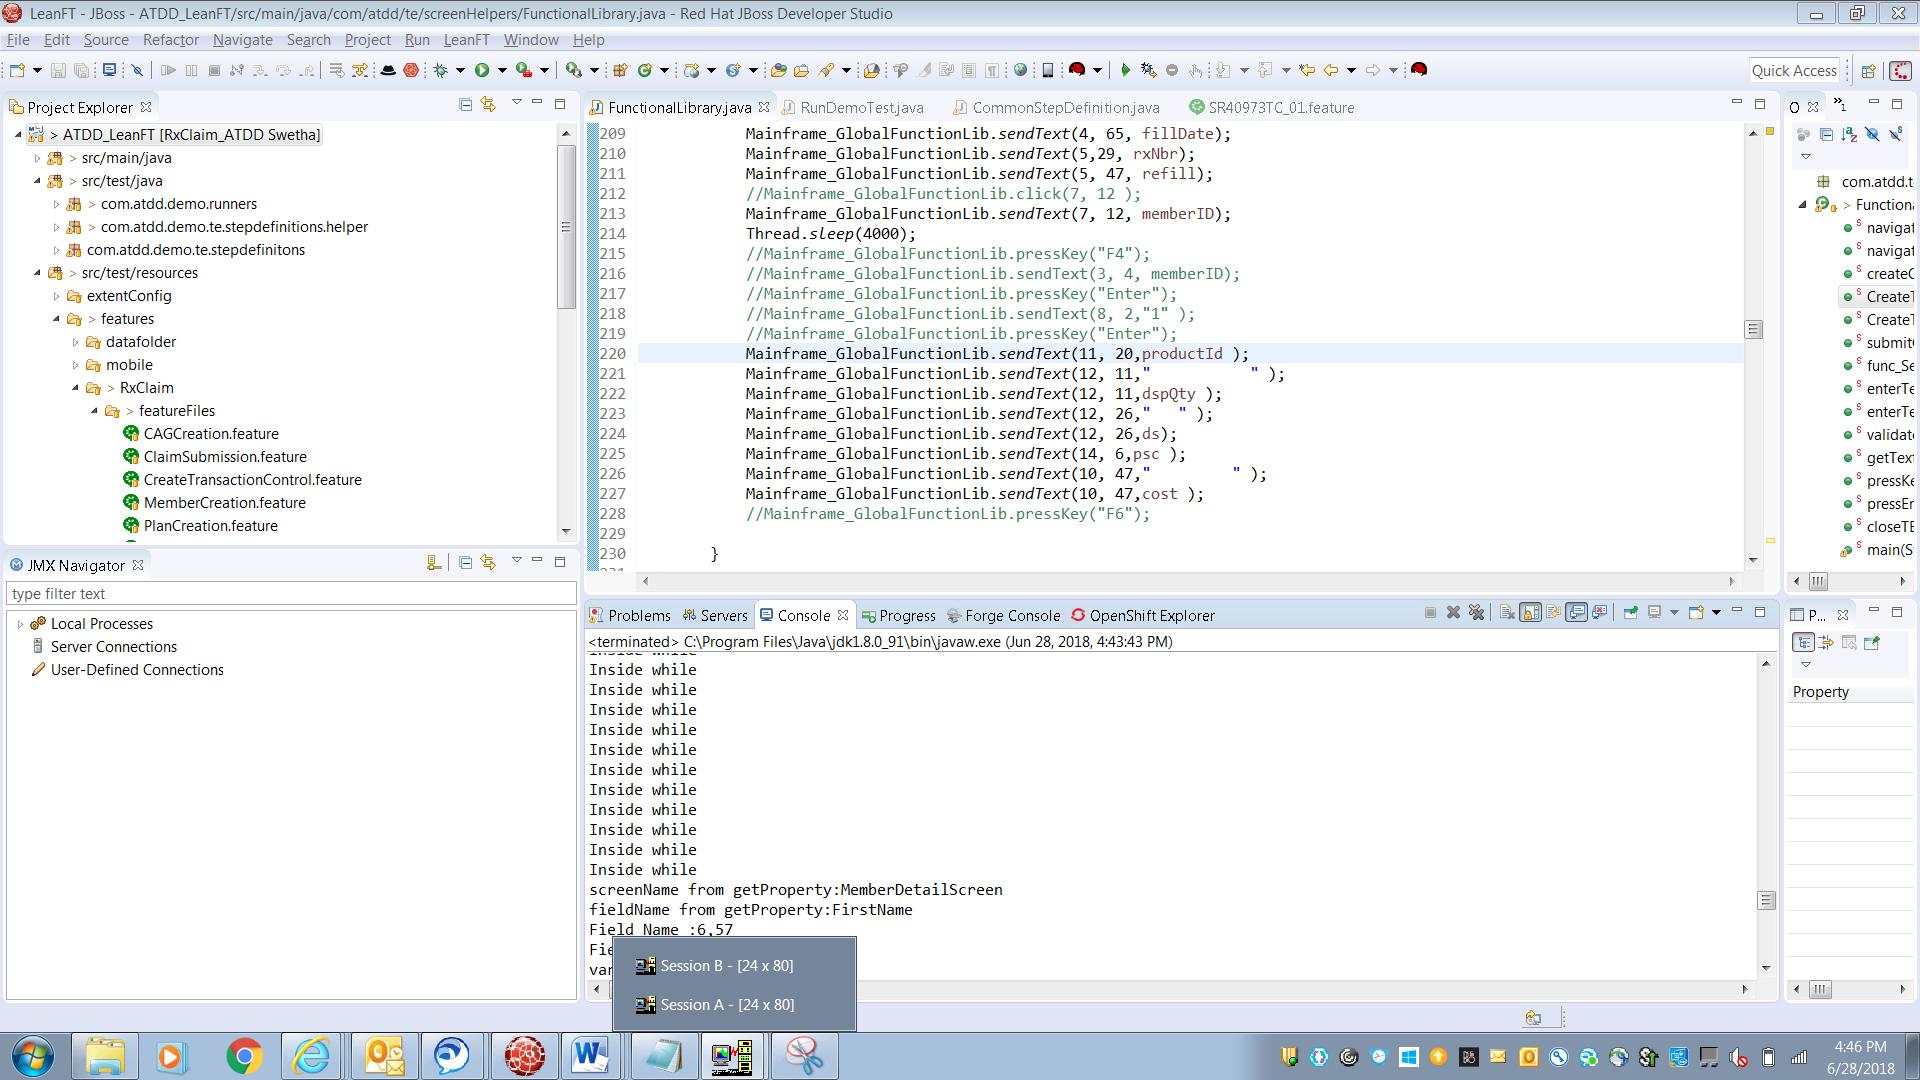 LeanFT - JBoss - ATDD_LeanFT/src/main/java/com/atdd/te/screenHelpers/FunctionalLibrary.java - Red Hat JBoss Developer Studio
File Edit Source Refactor Navigate Search Project Run LeanFT Window Help
Quick Access
Project Explorer
> ATDD_LeanFT [RxClaim_ATDD Swetha]
> src/main/java
> src/test/java
> com.atdd.demo.runners
> com.atdd.demo.te.stepdefinitions.helper
com.atdd.demo.te.stepdefinitons
> src/test/resources
extentConfig
> features
datafolder
mobile
> RxClaim
> featureFiles
CAGCreation.feature
ClaimSubmission.feature
CreateTransactionControl.feature
MemberCreation.feature
PlanCreation.feature
JMX Navigator
type filter text
Local Processes
Server Connections
User-Defined Connections
FunctionalLibrary.java RunDemoTest.java CommonStepDefinition.java SR40973TC_01.feature
209 Mainframe_GlobalFunctionLib.sendText(4, 65, fillDate);
210 Mainframe_GlobalFunctionLib.sendText(5,29, rxNbr);
211 Mainframe_GlobalFunctionLib.sendText(5, 47, refill);
212 //Mainframe_GlobalFunctionLib.click(7, 12 );
213 Mainframe_GlobalFunctionLib.sendText(7, 12, memberID);
214 Thread.sleep(4000);
215 //Mainframe_GlobalFunctionLib.pressKey("F4");
216 //Mainframe_GlobalFunctionLib.sendText(3, 4, memberID);
217 //Mainframe_GlobalFunctionLib.pressKey("Enter");
218 //Mainframe_GlobalFunctionLib.sendText(8, 2,"1" );
219 //Mainframe_GlobalFunctionLib.pressKey("Enter");
220 Mainframe_GlobalFunctionLib.sendText(11, 20,productId );
221 Mainframe_GlobalFunctionLib.sendText(12, 11,"           " );
222 Mainframe_GlobalFunctionLib.sendText(12, 11,dspQty );
223 Mainframe_GlobalFunctionLib.sendText(12, 26,"   " );
224 Mainframe_GlobalFunctionLib.sendText(12, 26,ds);
225 Mainframe_GlobalFunctionLib.sendText(14, 6,psc );
226 Mainframe_GlobalFunctionLib.sendText(10, 47,"         " );
227 Mainframe_GlobalFunctionLib.sendText(10, 47,cost );
228 //Mainframe_GlobalFunctionLib.pressKey("F6");
229
230 }
com.atdd.t
> Functiona
navigat
navigat
createC
CreateT
CreateT
submit
func_Se
enterTe
enterTe
validat
getText
pressKe
pressEn
closeTE
main(S
Problems Servers Console Progress Forge Console OpenShift Explorer
<terminated> C:\Program Files\Java\jdk1.8.0_91\bin\javaw.exe (Jun 28, 2018, 4:43:43 PM)
Inside while
Inside while
Inside while
Inside while
Inside while
Inside while
Inside while
Inside while
Inside while
Inside while
Inside while
Inside while
screenName from getProperty:MemberDetailScreen
fieldName from getProperty:FirstName
Field Name :6,57
Fie
var
Session B - [24 x 80]
Session A - [24 x 80]
P...
Property
4:46 PM
6/28/2018